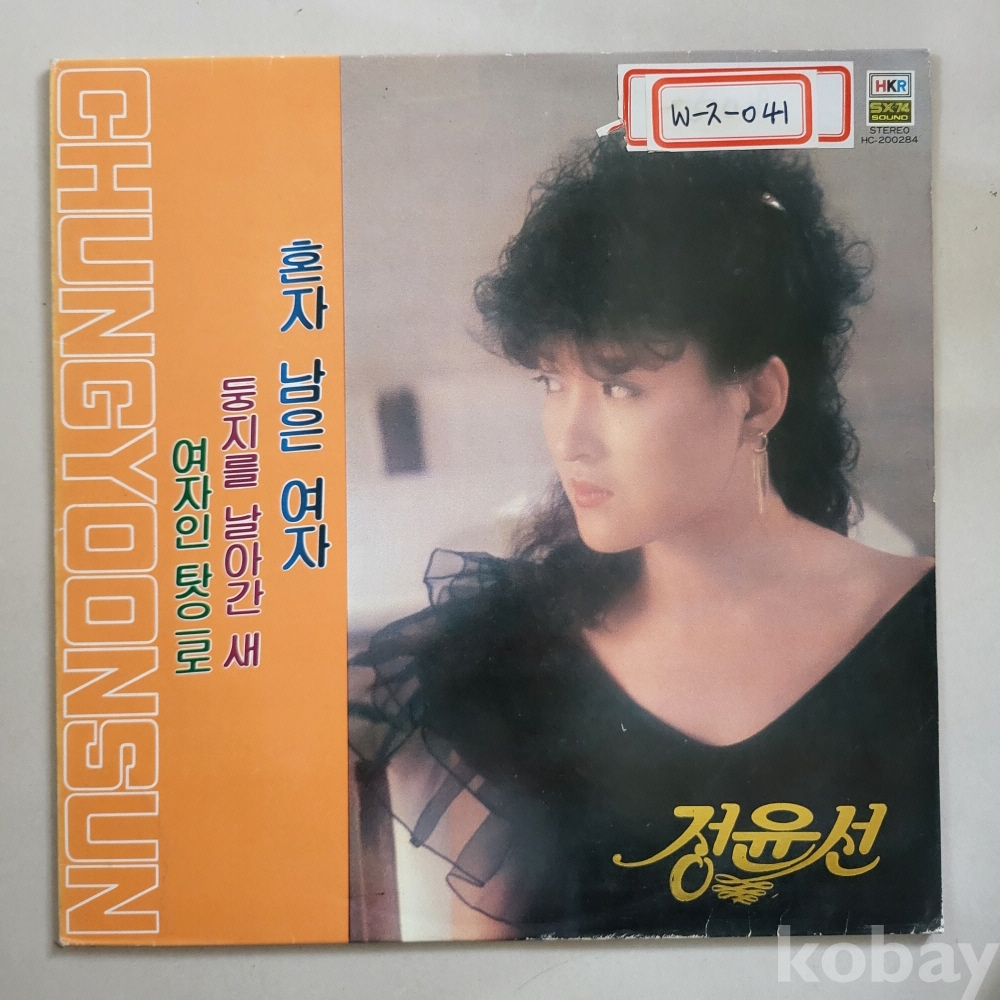 CHUNGYOONSUN
혼자 남은 여자
둥지를 날아간 새
여자인 탓으로
W-ㅈ-041
HKR
SX-74
SOUND
STEREO
HC-200284
정윤선
kobay